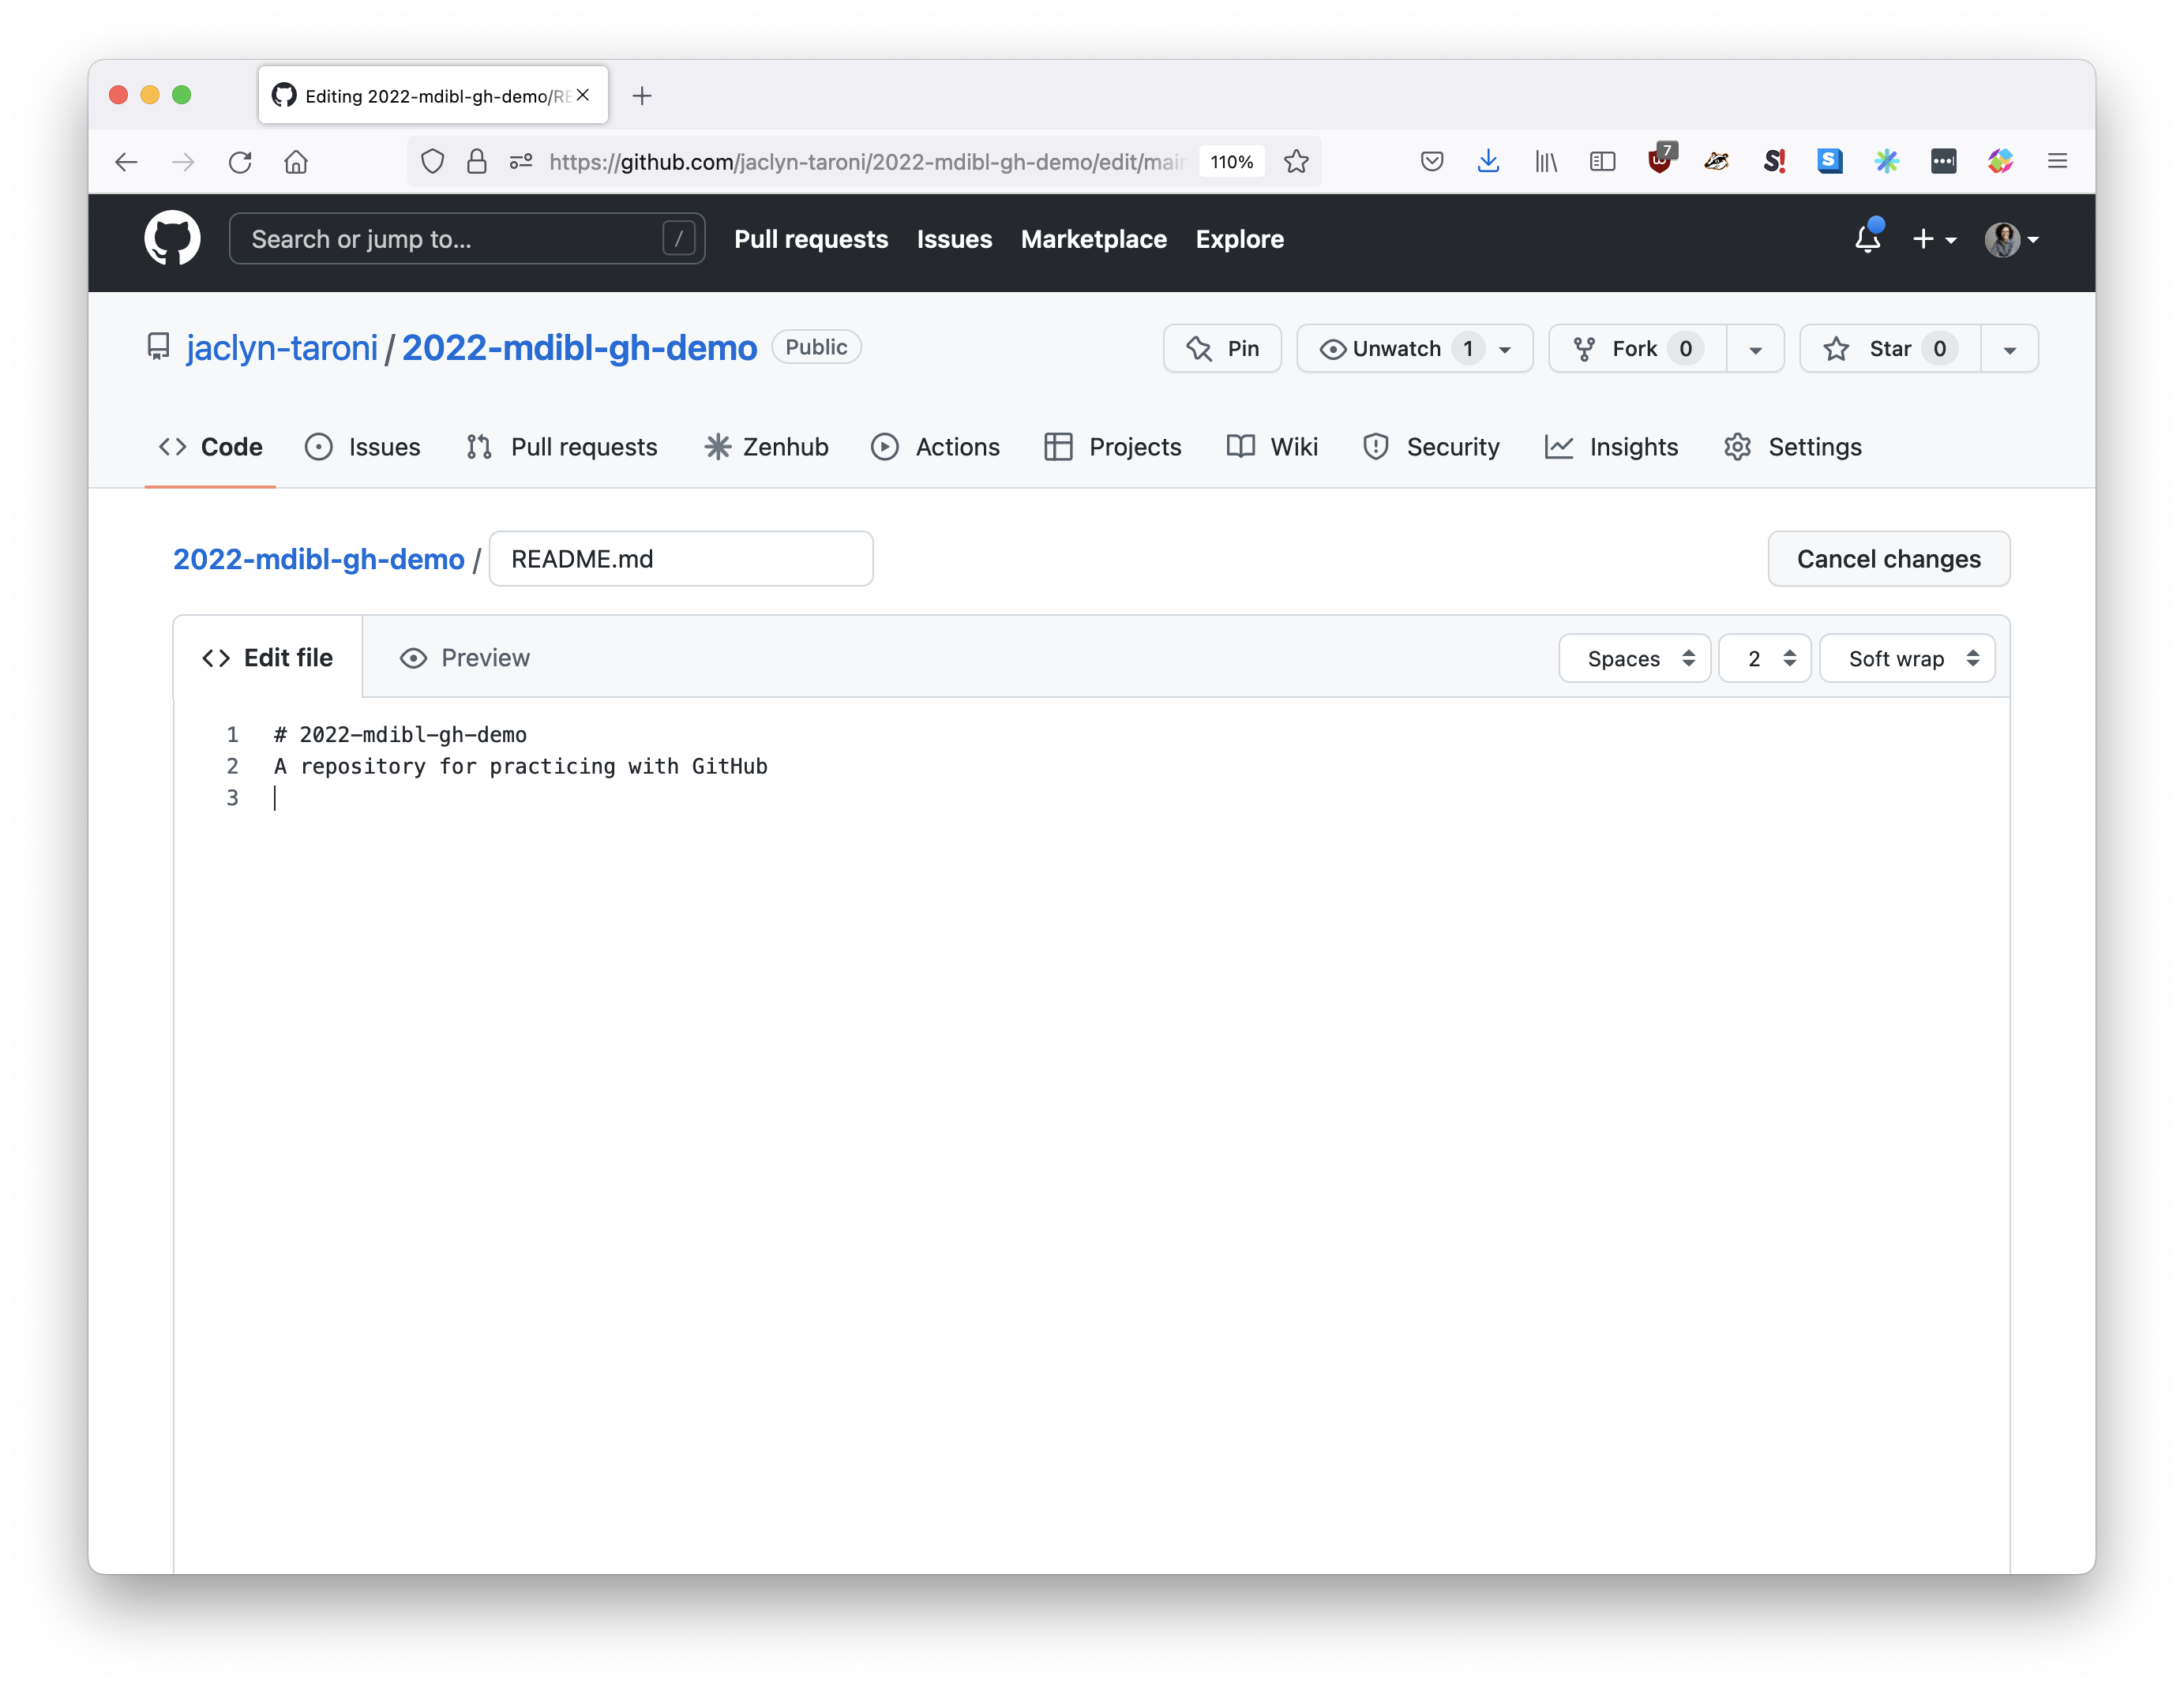 Editing 2022-mdibl-gh-demo/RE
https://github.com/jaclyn-taroni/2022-mdibl-gh-demo/edit/main 110% 7
Search or jump to... / Pull requests Issues Marketplace Explore
jaclyn-taroni / 2022-mdibl-gh-demo Public Pin Unwatch 1 Fork 0 Star 0
Code Issues Pull requests Zenhub Actions Projects Wiki Security Insights Settings
2022-mdibl-gh-demo / README.md Cancel changes
Edit file Preview Spaces 2 Soft wrap
1 # 2022-mdibl-gh-demo
2 A repository for practicing with GitHub
3